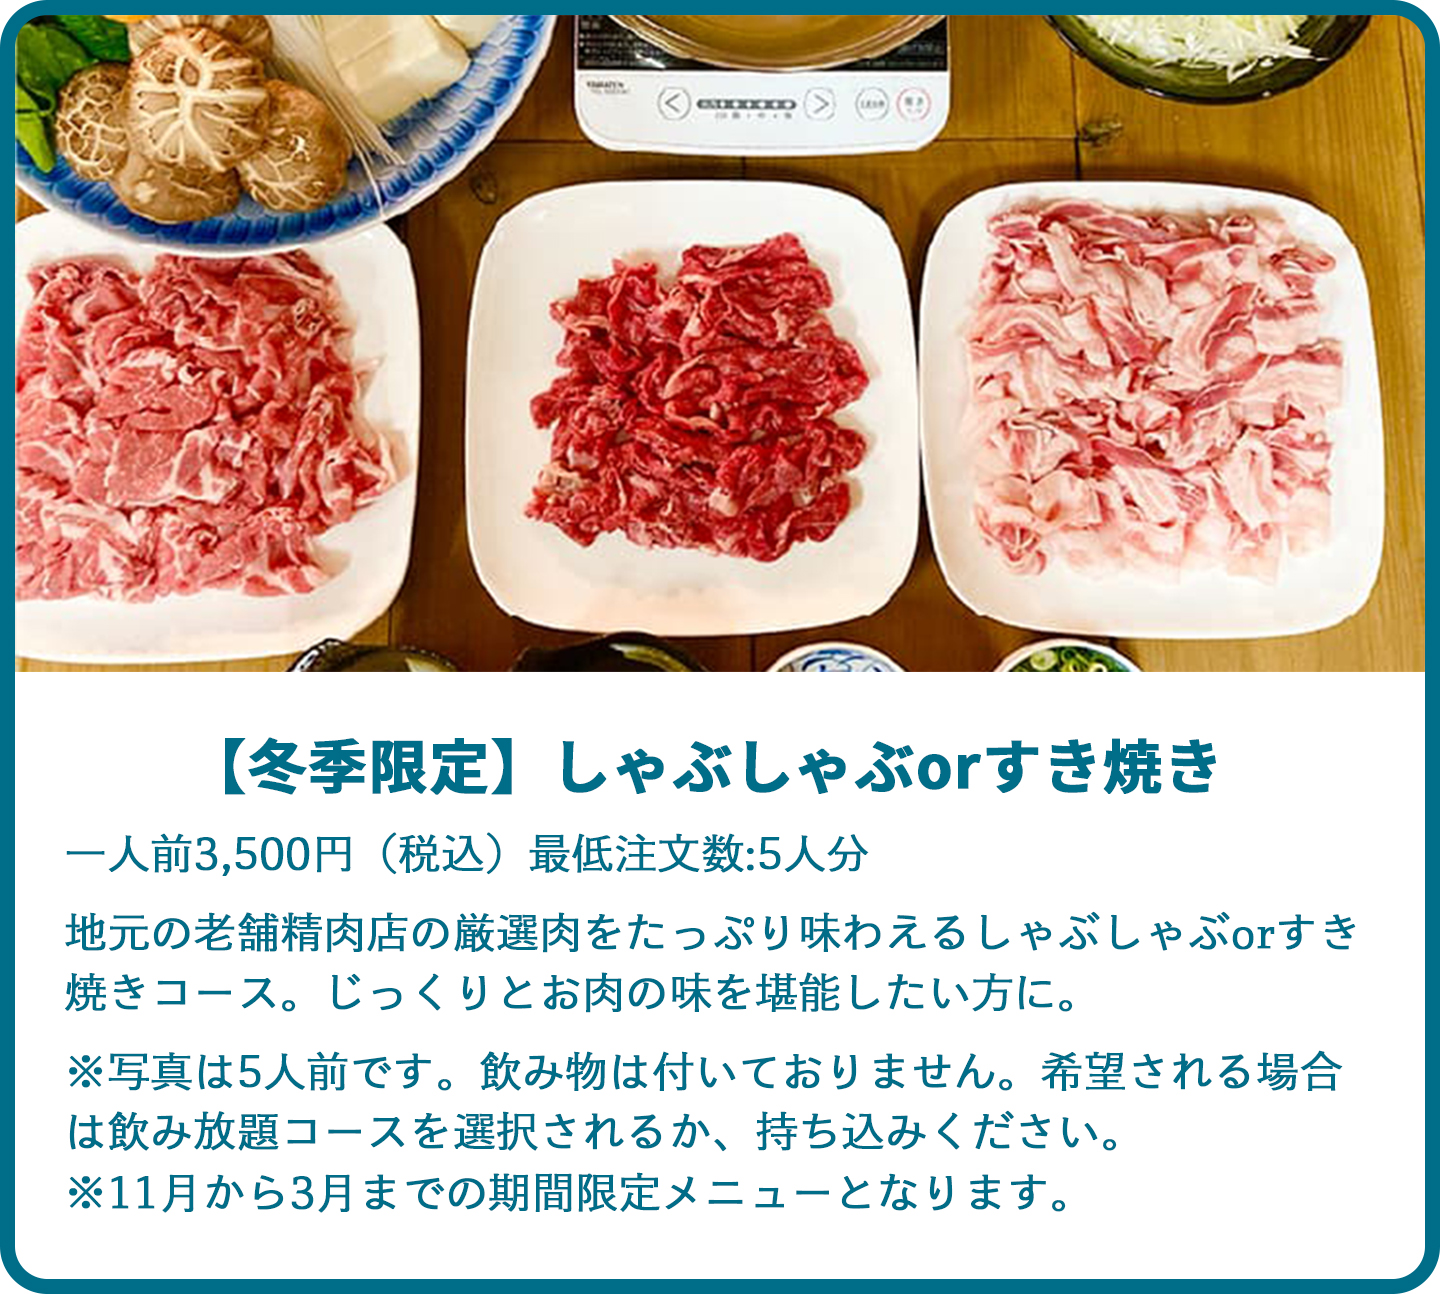 【冬季限定】しゃぶしゃぶorすき焼き
一人前3,500円（税込）最低注文数:5人分
地元の老舗精肉店の厳選肉をたっぷり味わえるしゃぶしゃぶorすき
焼きコース。じっくりとお肉の味を堪能したい方に。
※写真は5人前です。飲み物は付いておりません。希望される場合
は飲み放題コースを選択されるか、持ち込みください。
※11月から3月までの期間限定メニューとなります。